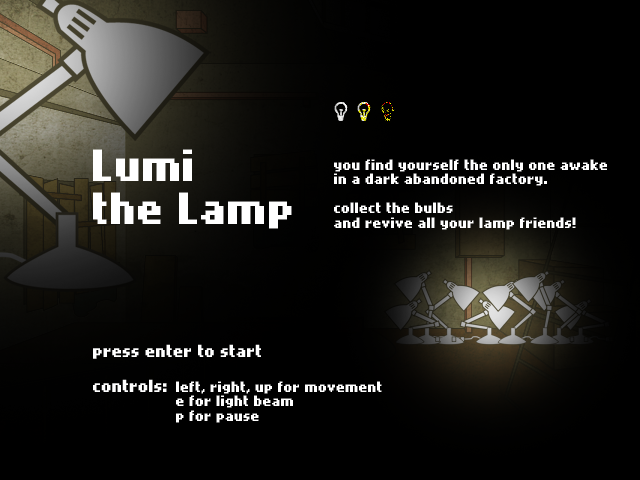 Lumi
the Lamp
you find yourself the only one awake
in a dark abandoned factory.
collect the bulbs
and revive all your lamp friends!
press enter to start
controls: left, right, up for movement
e for light beam
p for pause